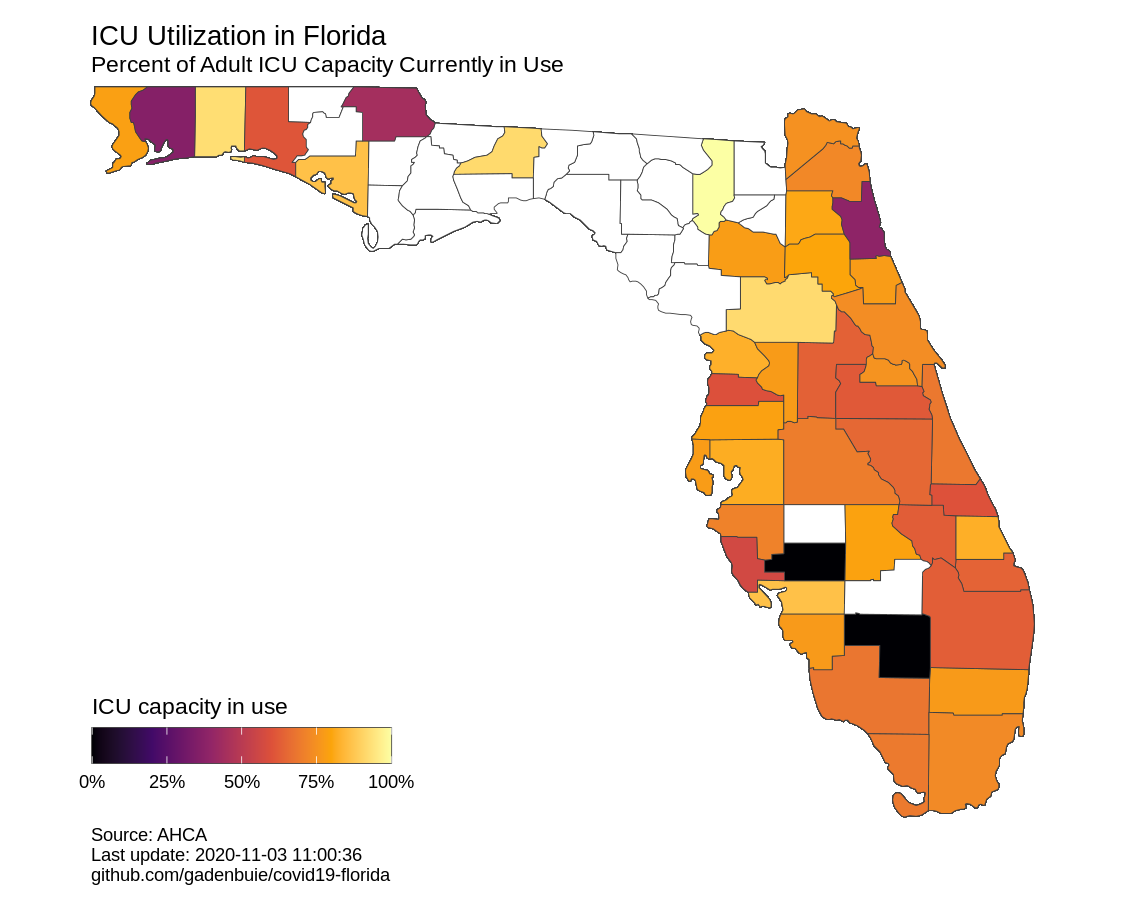 ICU Utilization in Florida
Percent of Adult ICU Capacity Currently in Use
ICU capacity in use
0% 25% 50% 75% 100%
Source: AHCA
Last update: 2020-11-03 11:00:36
github.com/gadenbuie/covid19-florida